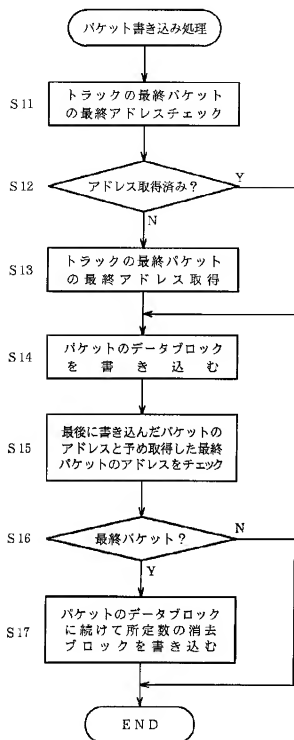 パケット書き込み処理
S11
トラックの最終パケット
の最終アドレスチェック
S12
アドレス取得済み?
Y
N
S13
トラックの最終パケット
の最終アドレス取得
S14
パケットのデータブロック
を書き込む
S15
最後に書き込んだパケットの
アドレスと予め取得した最終
パケットのアドレスをチェック
S16
最終パケット?
N
Y
S17
パケットのデータブロック
に続けて所定数の消去
ブロックを書き込む
END